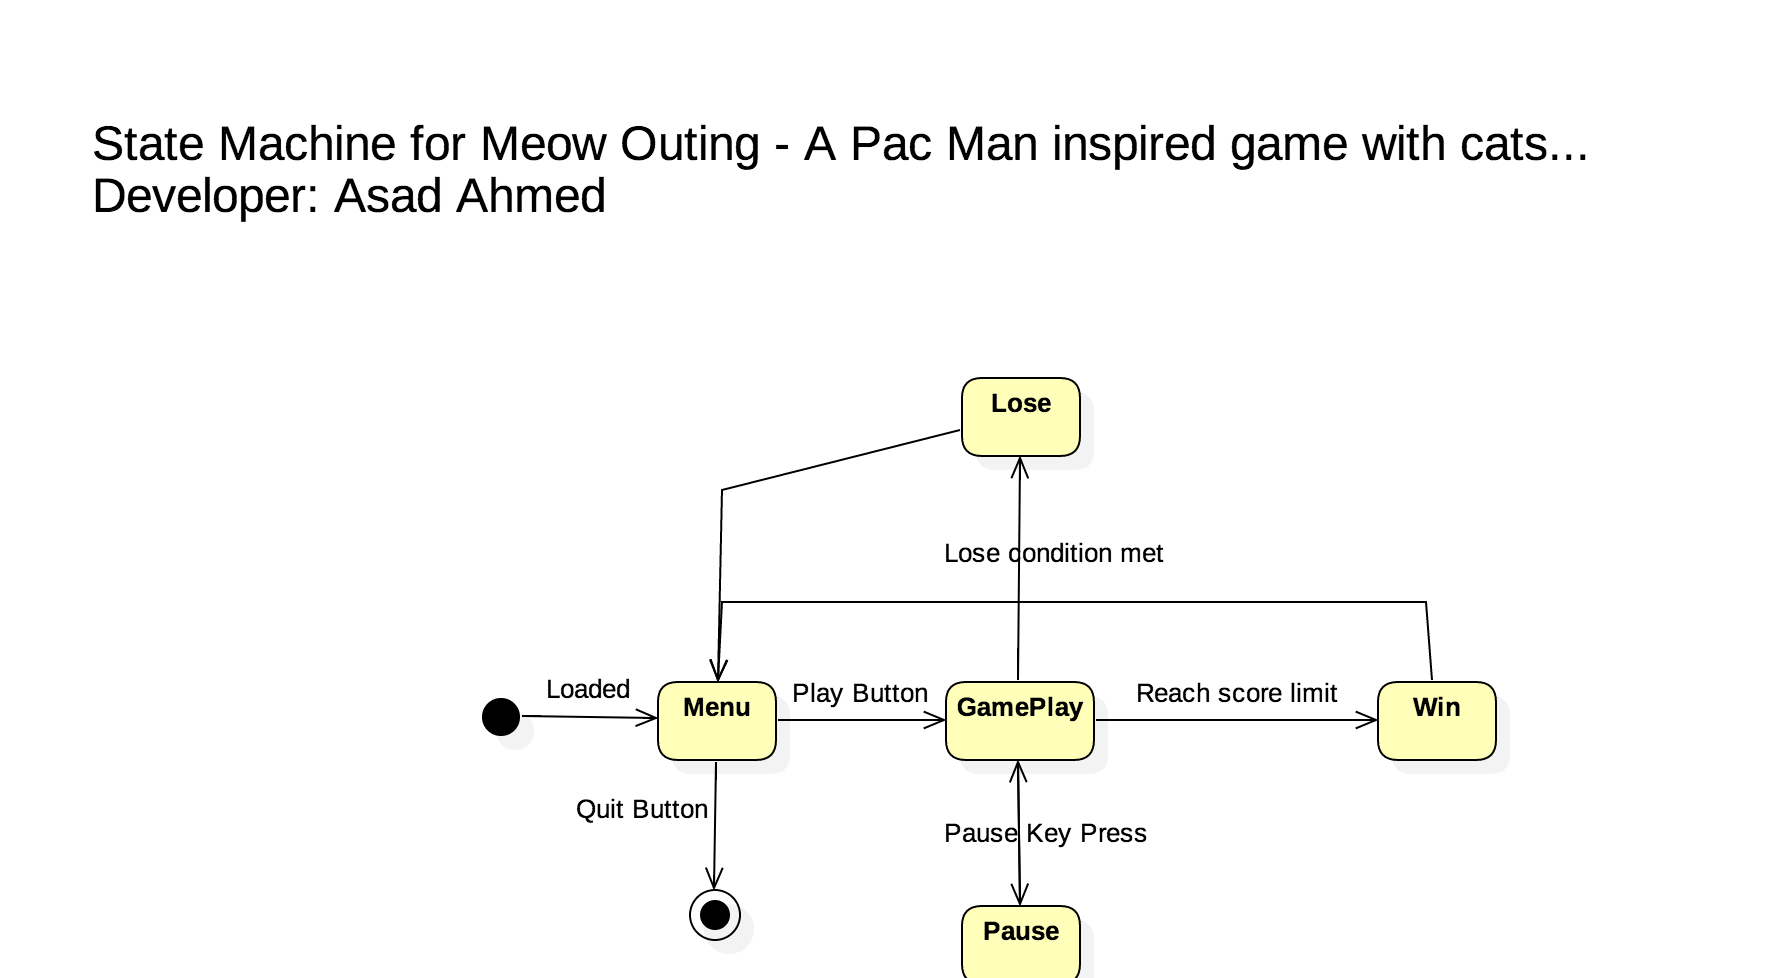 State Machine for Meow Outing - A Pac Man inspired game with cats...
Developer: Asad Ahmed
Lose
Lose condition met
Loaded
Menu
Play Button
GamePlay
Reach score limit
Win
Quit Button
Pause Key Press
Pause